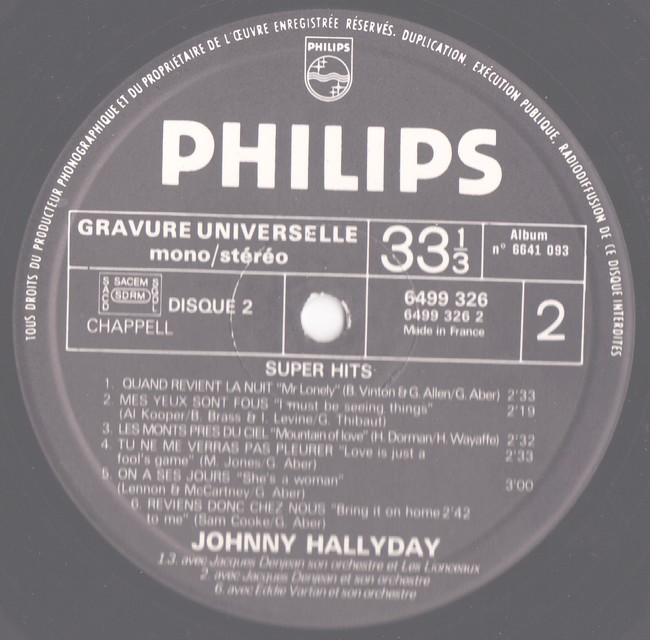 TOUS DROITS DU PRODUCTEUR PHONOGRAPHIQUE ET DU PROPRIÉTAIRE DE L'ŒUVRE ENREGISTRÉE RÉSERVÉS. DUPLICATION, EXÉCUTION PUBLIQUE, RADIODIFFUSION DE CE DISQUE INTERDITES
PHILIPS
PHILIPS
GRAVURE UNIVERSELLE
mono/stéréo
33 1/3
Album
n° 6641 093
SACEM
SACD
SDRM
SGDL
DISQUE 2
CHAPPELL
6499 326
6499 326 2
Made in France
2
SUPER HITS
1. QUAND REVIENT LA NUIT "Mr Lonely" (B. Vinton & G. Allen/G. Aber) 2'33
2. MES YEUX SONT FOUS "I must be seeing things" 2'19
(Al Kooper/B. Brass & I. Levine/G. Thibaut)
3. LES MONTS PRES DU CIEL "Mountain of love" (H. Dorman/H. Wayaffe) 2'32
4. TU NE ME VERRAS PAS PLEURER "Love is just a 2'33
fool's game" (M. Jones/G. Aber)
5. ON A SES JOURS "She's a woman" 3'00
(Lennon & McCartney/G. Aber)
6. REVIENS DONC CHEZ NOUS "Bring it on home 2'42
to me" (Sam Cooke/G. Aber)
JOHNNY HALLYDAY
1.3. avec Jacques Denjean son orchestre et Les Lionceaux
2. avec Jacques Denjean et son orchestre
6. avec Eddie Vartan et son orchestre